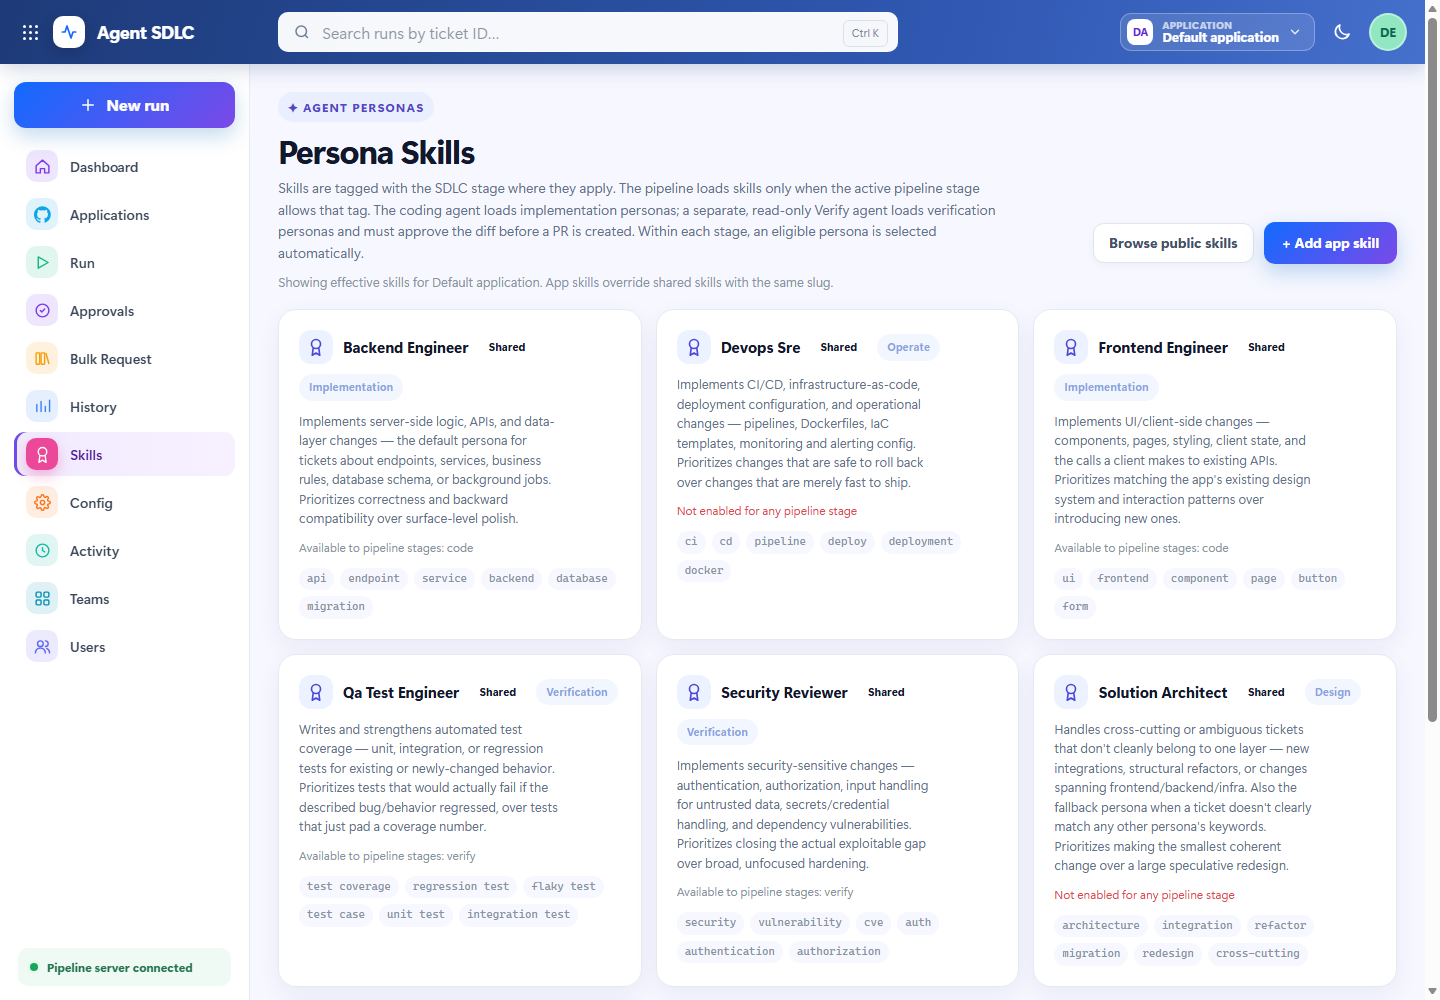 Agent SDLC
Search runs by ticket ID...
Ctrl K
DA
APPLICATION
Default application
DE
New run
Dashboard
Applications
Run
Approvals
Bulk Request
History
Skills
Config
Activity
Teams
Users
Pipeline server connected
AGENT PERSONAS
Persona Skills
Skills are tagged with the SDLC stage where they apply. The pipeline loads skills only when the active pipeline stage
allows that tag. The coding agent loads implementation personas; a separate, read-only Verify agent loads verification
personas and must approve the diff before a PR is created. Within each stage, an eligible persona is selected
automatically.
Showing effective skills for Default application. App skills override shared skills with the same slug.
Browse public skills
+ Add app skill
Backend Engineer Shared
Implementation
Implements server-side logic, APIs, and data-
layer changes — the default persona for
tickets about endpoints, services, business
rules, database schema, or background jobs.
Prioritizes correctness and backward
compatibility over surface-level polish.
Available to pipeline stages: code
api endpoint service backend database
migration
Devops Sre Shared Operate
Implements CI/CD, infrastructure-as-code,
deployment configuration, and operational
changes — pipelines, Dockerfiles, IaC
templates, monitoring and alerting config.
Prioritizes changes that are safe to roll back
over changes that are merely fast to ship.
Not enabled for any pipeline stage
ci cd pipeline deploy deployment
docker
Frontend Engineer Shared
Implementation
Implements UI/client-side changes —
components, pages, styling, client state, and
the calls a client makes to existing APIs.
Prioritizes matching the app's existing design
system and interaction patterns over
introducing new ones.
Available to pipeline stages: code
ui frontend component page button
form
Qa Test Engineer Shared Verification
Writes and strengthens automated test
coverage — unit, integration, or regression
tests for existing or newly-changed behavior.
Prioritizes tests that would actually fail if the
described bug/behavior regressed, over tests
that just pad a coverage number.
Available to pipeline stages: verify
test coverage regression test flaky test
test case unit test integration test
Security Reviewer Shared
Verification
Implements security-sensitive changes —
authentication, authorization, input handling
for untrusted data, secrets/credential
handling, and dependency vulnerabilities.
Prioritizes closing the actual exploitable gap
over broad, unfocused hardening.
Available to pipeline stages: verify
security vulnerability cve auth
authentication authorization
Solution Architect Shared Design
Handles cross-cutting or ambiguous tickets
that don't cleanly belong to one layer — new
integrations, structural refactors, or changes
spanning frontend/backend/infra. Also the
fallback persona when a ticket doesn't clearly
match any other persona's keywords.
Prioritizes making the smallest coherent
change over a large speculative redesign.
Not enabled for any pipeline stage
architecture integration refactor
migration redesign cross-cutting